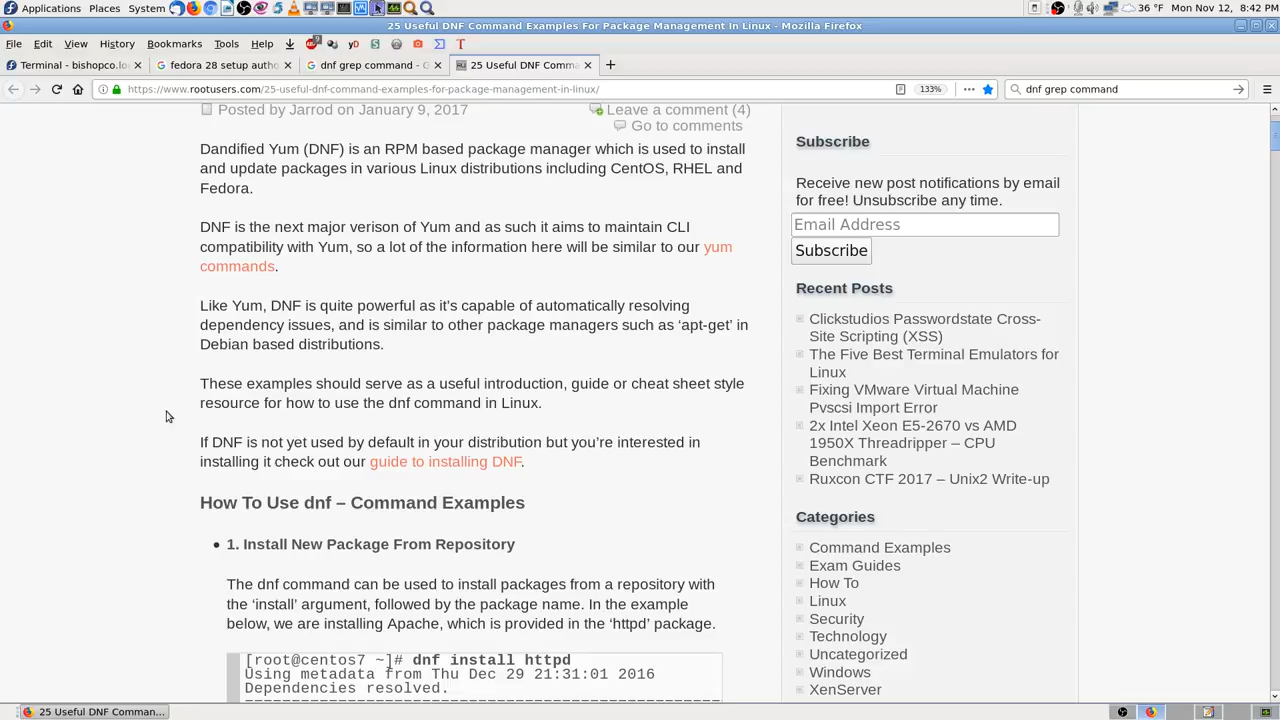 Applications Places System 36 °F Mon Nov 12, 8:42 PM
25 Useful DNF Command Examples For Package Management In Linux - Mozilla Firefox
File Edit View History Bookmarks Tools Help
Terminal - bishopco.lo
fedora 28 setup autho
dnf grep command - G
25 Useful DNF Comma
https://www.rootusers.com/25-useful-dnf-command-examples-for-package-management-in-linux/
133%
dnf grep command
Posted by Jarrod on January 9, 2017
Leave a comment (4)
Go to comments
Dandified Yum (DNF) is an RPM based package manager which is used to install
and update packages in various Linux distributions including CentOS, RHEL and
Fedora.
DNF is the next major verison of Yum and as such it aims to maintain CLI
compatibility with Yum, so a lot of the information here will be similar to our yum
commands.
Like Yum, DNF is quite powerful as it’s capable of automatically resolving
dependency issues, and is similar to other package managers such as ‘apt-get’ in
Debian based distributions.
These examples should serve as a useful introduction, guide or cheat sheet style
resource for how to use the dnf command in Linux.
If DNF is not yet used by default in your distribution but you’re interested in
installing it check out our guide to installing DNF.
How To Use dnf – Command Examples
1. Install New Package From Repository
The dnf command can be used to install packages from a repository with
the ‘install’ argument, followed by the package name. In the example
below, we are installing Apache, which is provided in the ‘httpd’ package.
[root@centos7 ~]# dnf install httpd
Using metadata from Thu Dec 29 21:31:01 2016
Dependencies resolved.
Subscribe
Receive new post notifications by email
for free! Unsubscribe any time.
Email Address
Subscribe
Recent Posts
Clickstudios Passwordstate Cross-
Site Scripting (XSS)
The Five Best Terminal Emulators for
Linux
Fixing VMware Virtual Machine
Pvscsi Import Error
2x Intel Xeon E5-2670 vs AMD
1950X Threadripper – CPU
Benchmark
Ruxcon CTF 2017 – Unix2 Write-up
Categories
Command Examples
Exam Guides
How To
Linux
Security
Technology
Uncategorized
Windows
XenServer
25 Useful DNF Comman...